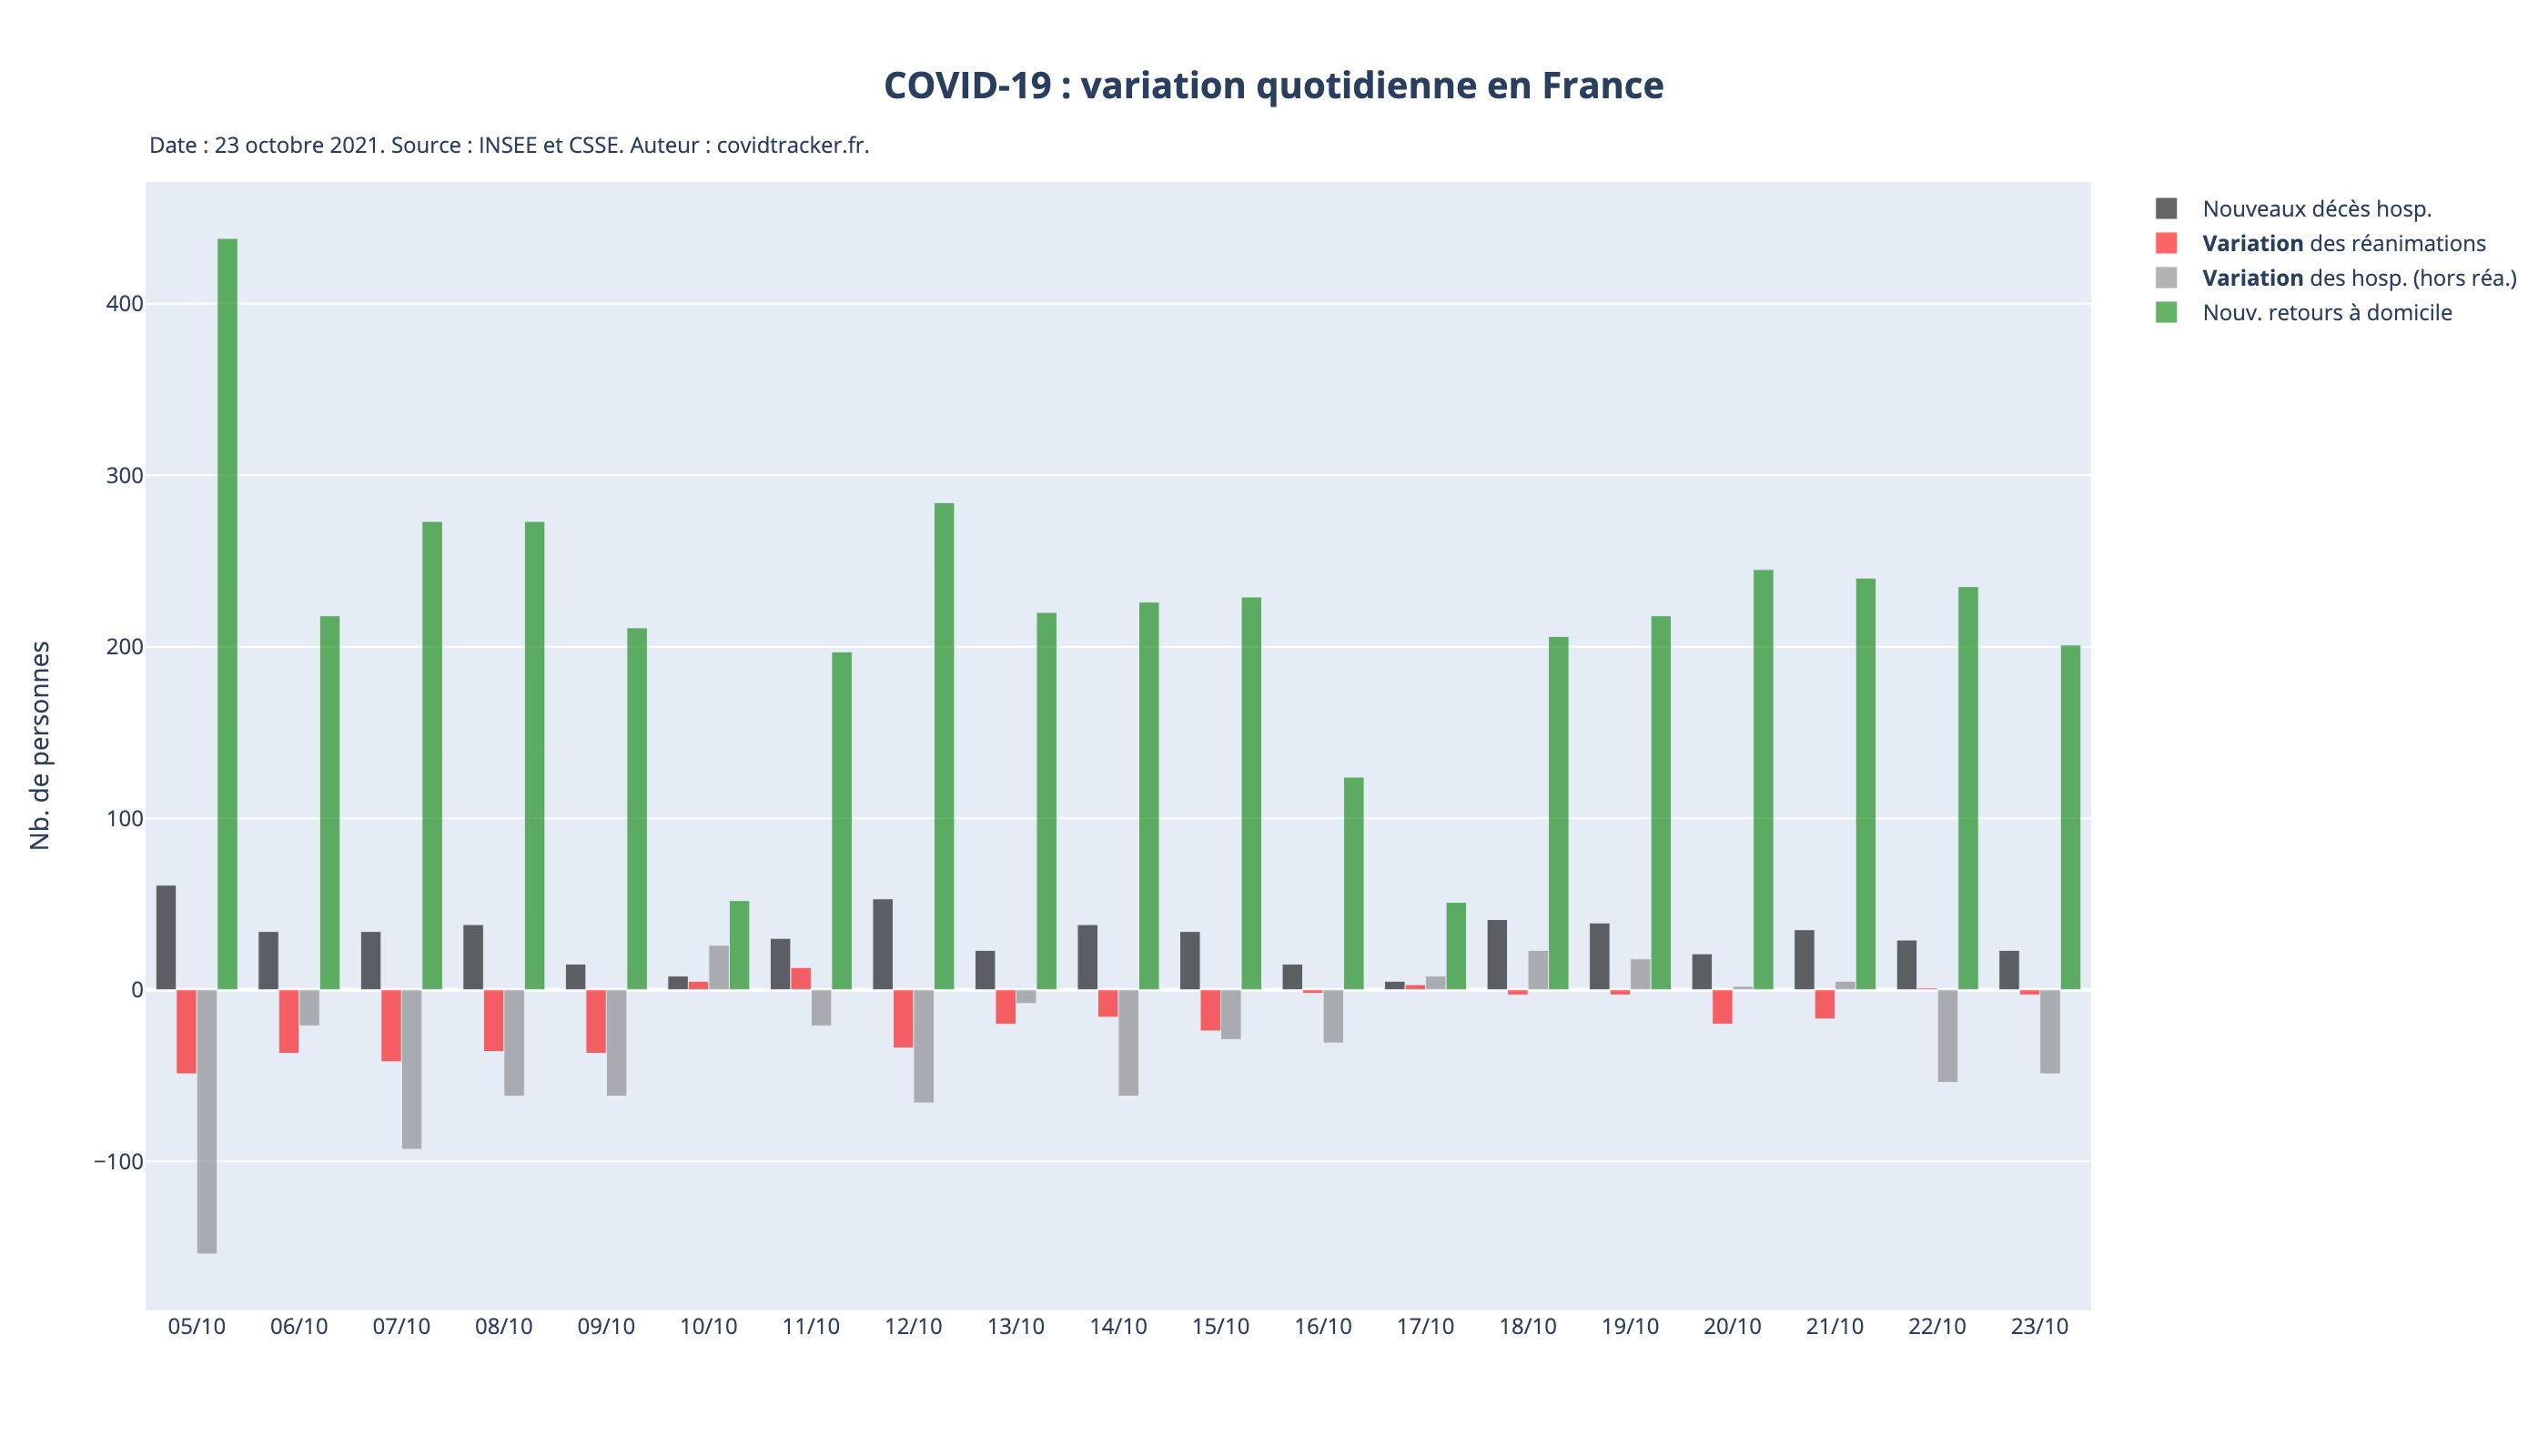 COVID-19 : variation quotidienne en France
Date : 23 octobre 2021. Source : INSEE et CSSE. Auteur : covidtracker.fr.
Nouveaux décès hosp.
Variation des réanimations
Variation des hosp. (hors réa.)
Nouv. retours à domicile
Nb. de personnes
400
300
200
100
0
−100
05/10 06/10 07/10 08/10 09/10 10/10 11/10 12/10 13/10 14/10 15/10 16/10 17/10 18/10 19/10 20/10 21/10 22/10 23/10